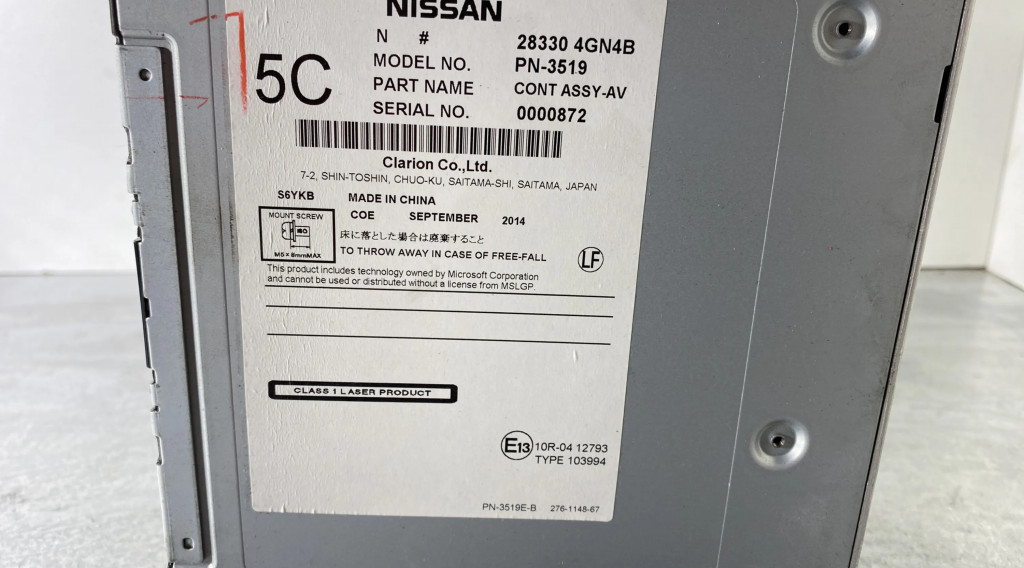 NISSAN
N # 28330 4GN4B
5C
MODEL NO. PN-3519
PART NAME CONT ASSY-AV
SERIAL NO. 0000872
Clarion Co.,Ltd.
7-2, SHIN-TOSHIN, CHUO-KU, SAITAMA-SHI, SAITAMA, JAPAN
S6YKB MADE IN CHINA
COE SEPTEMBER 2014
MOUNT SCREW
床に落とした場合は廃棄すること
TO THROW AWAY IN CASE OF FREE-FALL
M5×8mmMAX
LF
This product includes technology owned by Microsoft Corporation
and cannot be used or distributed without a license from MSLGP.
CLASS 1 LASER PRODUCT
E13 10R-04 12793
TYPE 103994
PN-3519E-B 276-1148-67